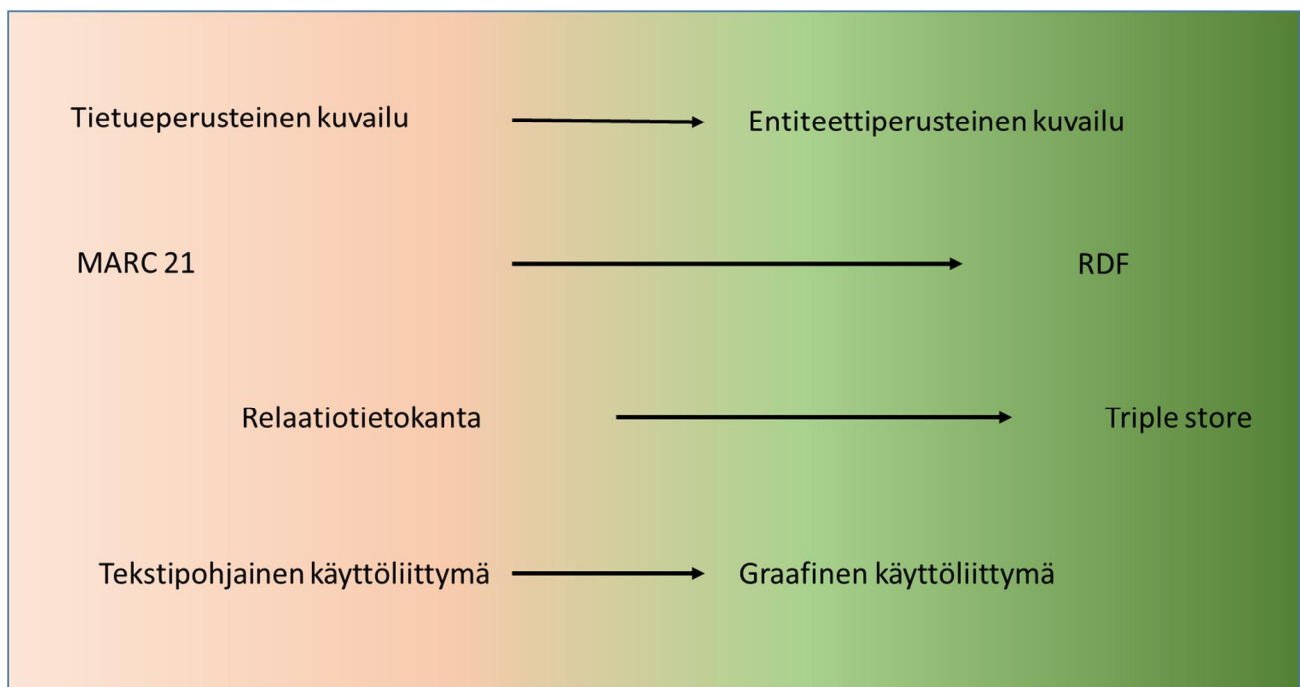 Tietueperusteinen kuvailu Entiteettiperusteinen kuvailu
MARC 21 RDF
Relaatiotietokanta Triple store
Tekstipohjainen käyttöliittymä Graafinen käyttöliittymä